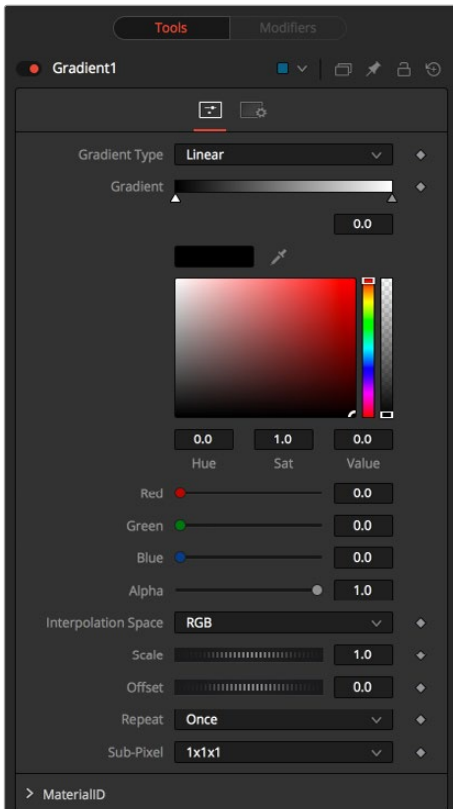 Tools Modifiers
Gradient1
Gradient Type Linear
Gradient
0.0
0.0 1.0 0.0
Hue Sat Value
Red 0.0
Green 0.0
Blue 0.0
Alpha 1.0
Interpolation Space RGB
Scale 1.0
Offset 0.0
Repeat Once
Sub-Pixel 1x1x1
MaterialID